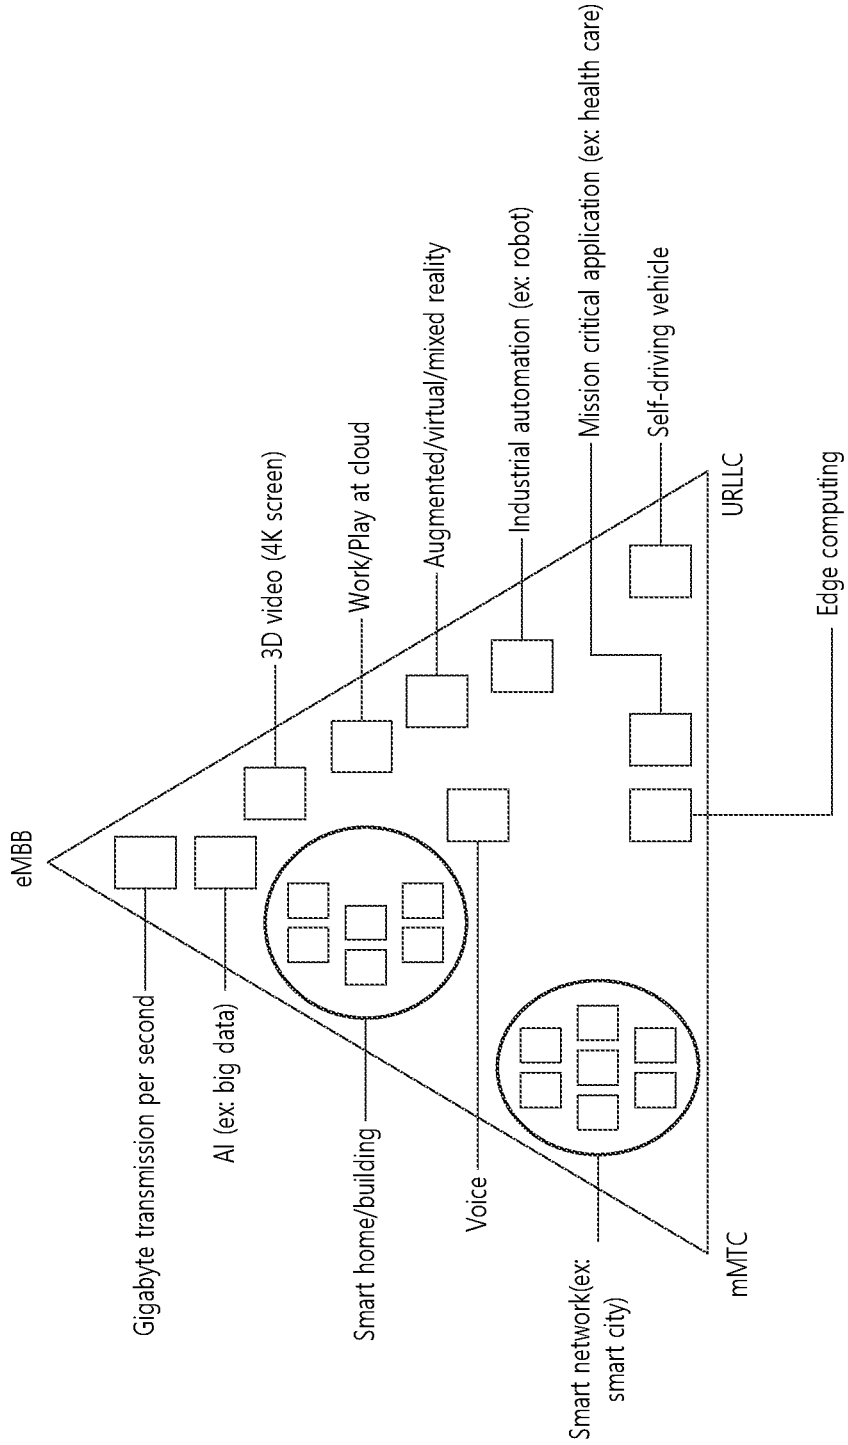 eMBB
Gigabyte transmission per second
AI (ex: big data)
Smart home/building
Voice
Smart network(ex:
smart city)
3D video (4K screen)
Work/Play at cloud
Augmented/virtual/mixed reality
Industrial automation (ex: robot)
Mission critical application (ex: health care)
Self-driving vehicle
mMTC
URLLC
Edge computing